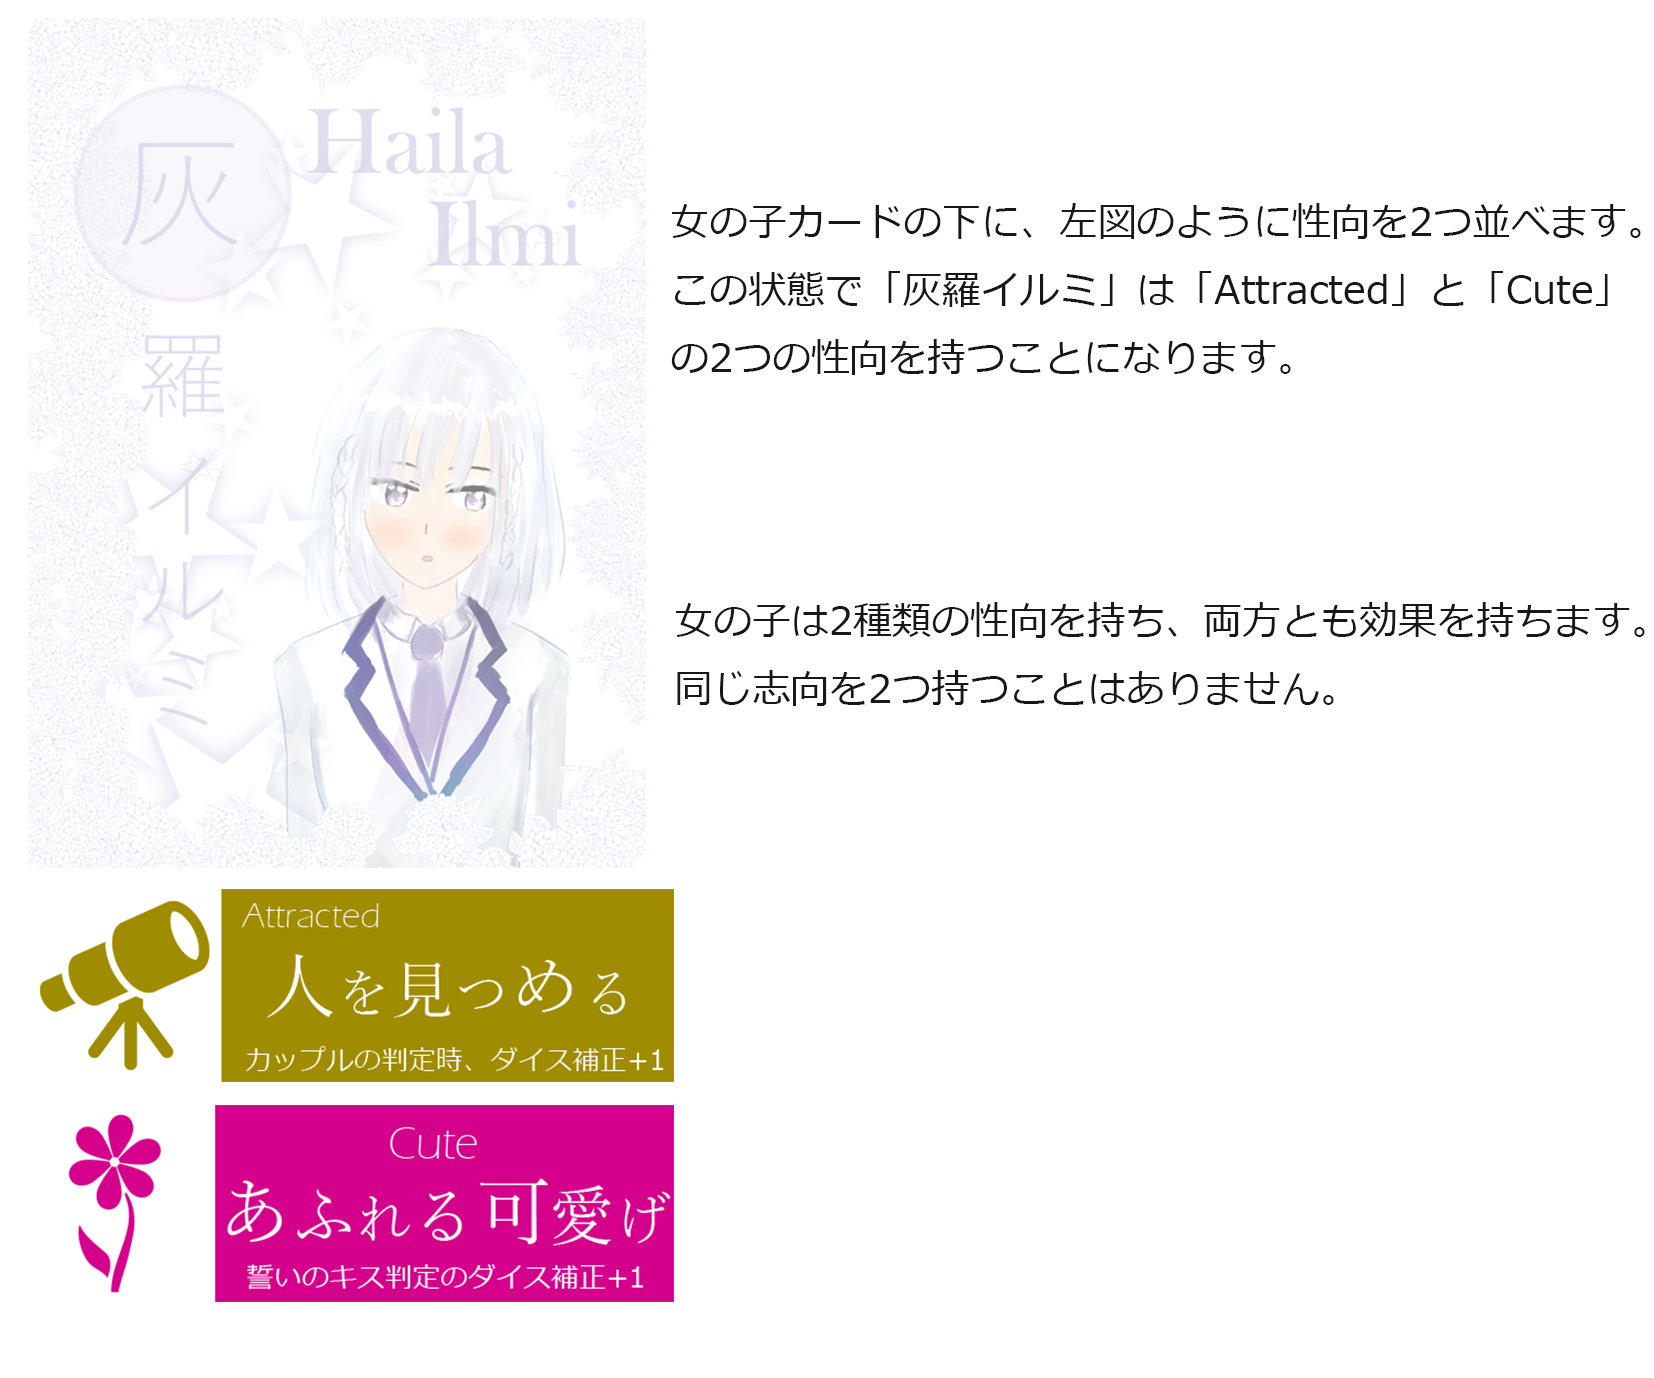 灰
Haila
Ilmi
羅イルミ
女の子カードの下に、左図のように性向を2つ並べます。
この状態で「灰羅イルミ」は「Attracted」と「Cute」
の2つの性向を持つことになります。
女の子は2種類の性向を持ち、両方とも効果を持ちます。
同じ志向を2つ持つことはありません。
Attracted
人を見つめる
カップルの判定時、ダイス補正+1
Cute
あふれる可愛げ
誓いのキス判定のダイス補正+1